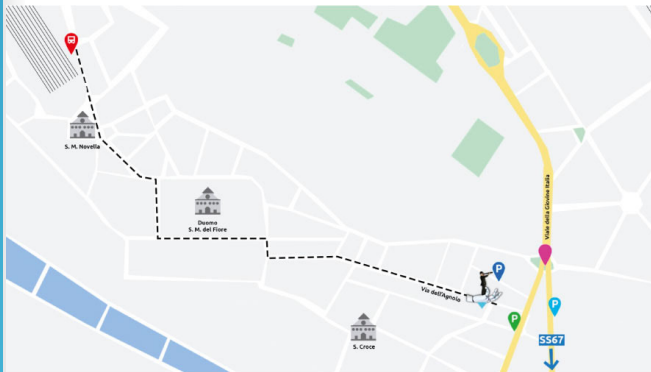 S. M. Novella
Duomo
S. M. del Fiore
Viale della Giovine Italia
P
Via dell'Agnolo
P
P
SS67
S. Croce